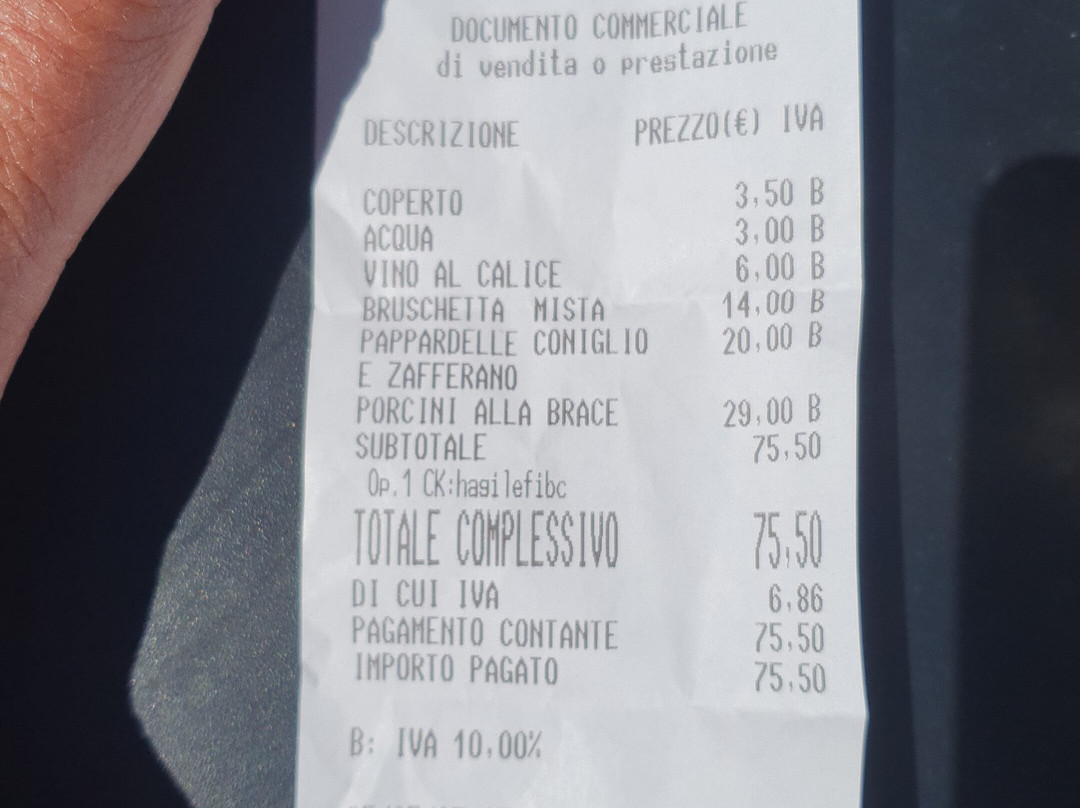 DOCUMENTO COMMERCIALE
di vendita o prestazione
DESCRIZIONE PREZZO(€) IVA
COPERTO 3,50 B
ACQUA 3,00 B
VINO AL CALICE 6,00 B
BRUSCHETTA MISTA 14,00 B
PAPPARDELLE CONIGLIO 20,00 B
E ZAFFERANO
PORCINI ALLA BRACE 29,00 B
SUBTOTALE 75,50
Op.1 CK:hagilefibc
TOTALE COMPLESSIVO 75,50
DI CUI IVA 6,86
PAGAMENTO CONTANTE 75,50
IMPORTO PAGATO 75,50
B: IVA 10,00%